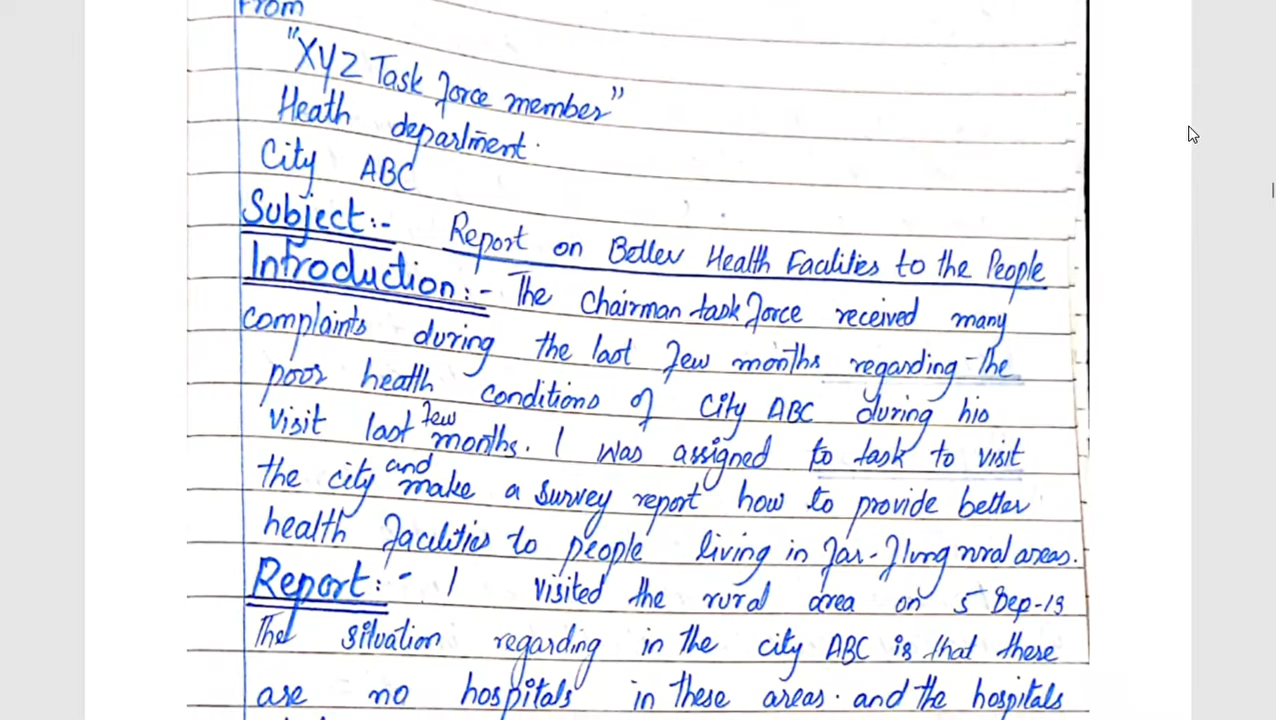 From
"XYZ Task force member"
Heath department.
City ABC
Subject:- Report on Better Health Facilities to the People
Introduction:- The Chairman task force received many
complaints during the last few months regarding the
poor health conditions of City ABC during his
visit last few months. I was assigned to task to visit
the city and make a survey report how to provide better
health facilities to people living in far-flung rural areas.
Report:- I visited the rural area on 5 Sep-19
The situation regarding in the city ABC is that there
are no hospitals in these areas. and the hospitals